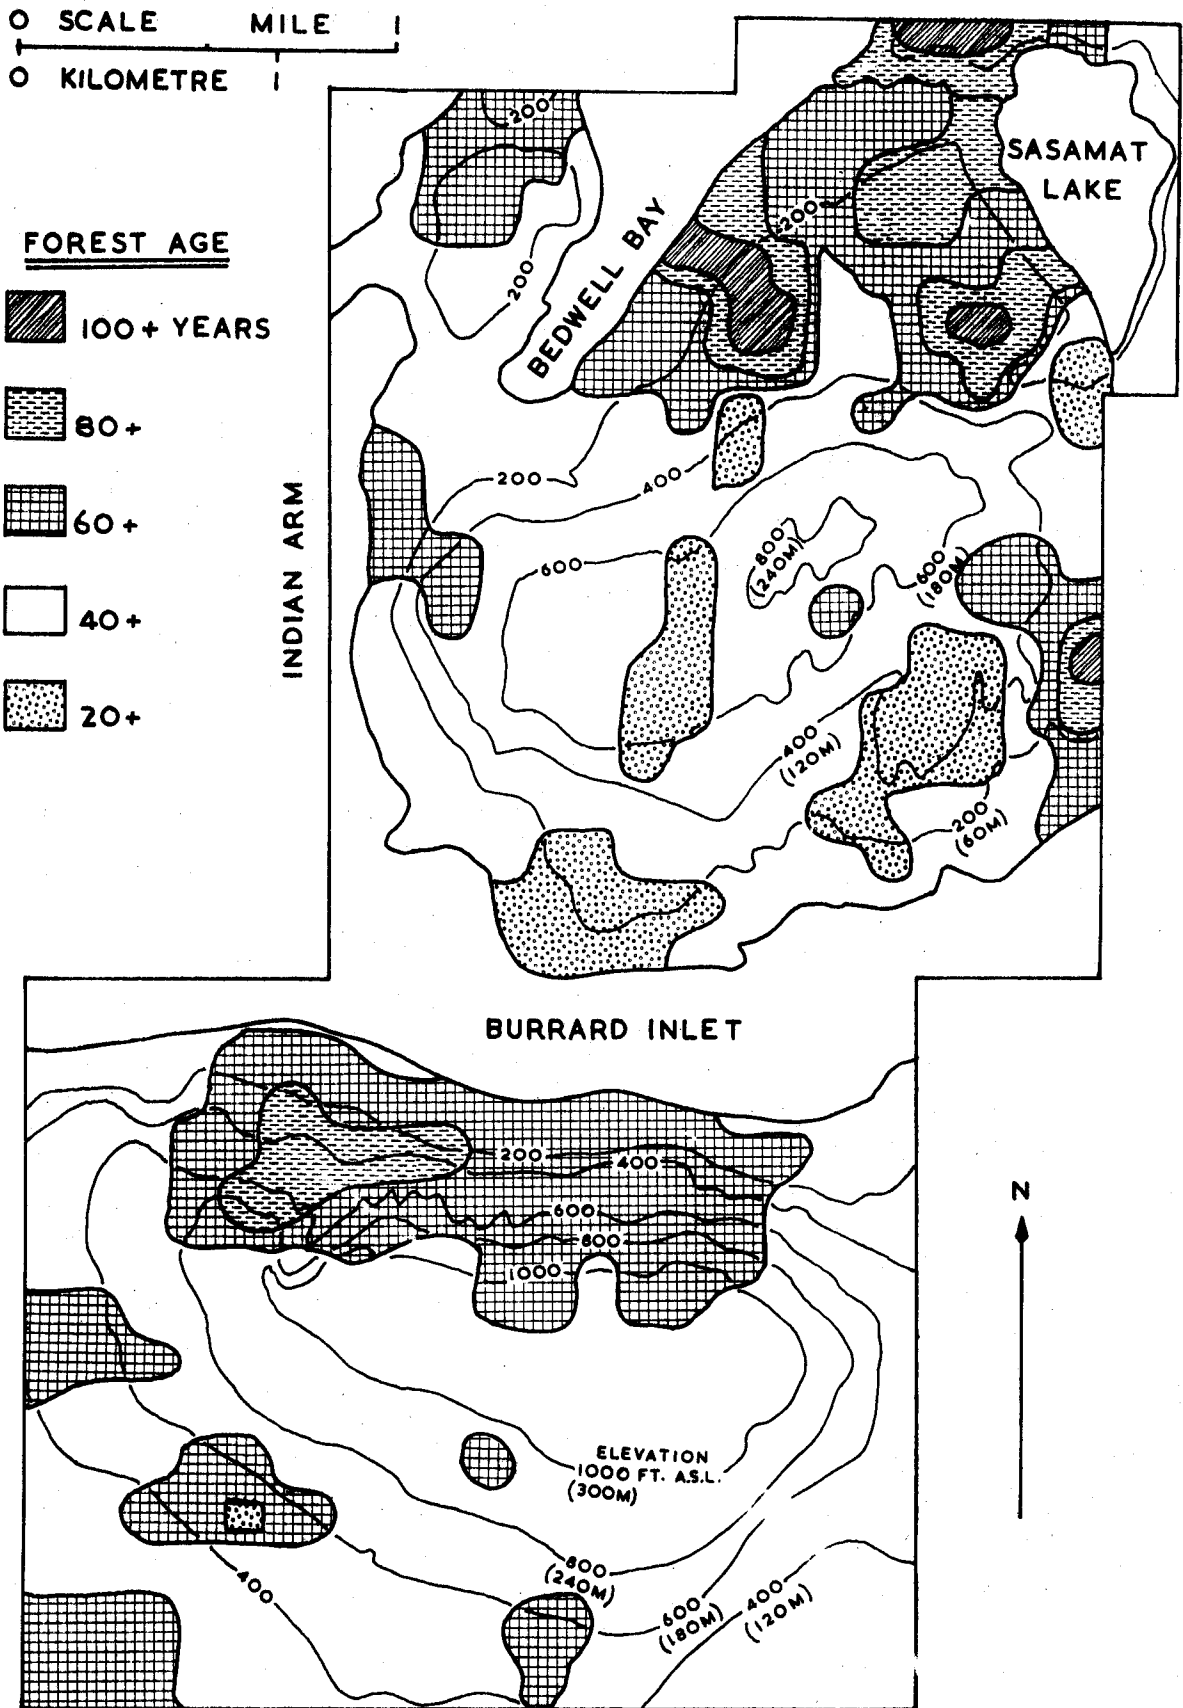 0 SCALE MILE 1
0 KILOMETRE 1
FOREST AGE
100+ YEARS
80+
60+
40+
20+
200
SASAMAT
LAKE
200
200
BEDWELL BAY
INDIAN ARM
200
400
600
800
(240M)
600
(180M)
400
(120M)
200
(60M)
BURRARD INLET
200
400
600
800
1000
N
ELEVATION
1000 FT. A.S.L.
(300M)
800
(240M)
400
600
(180M)
400
(120M)